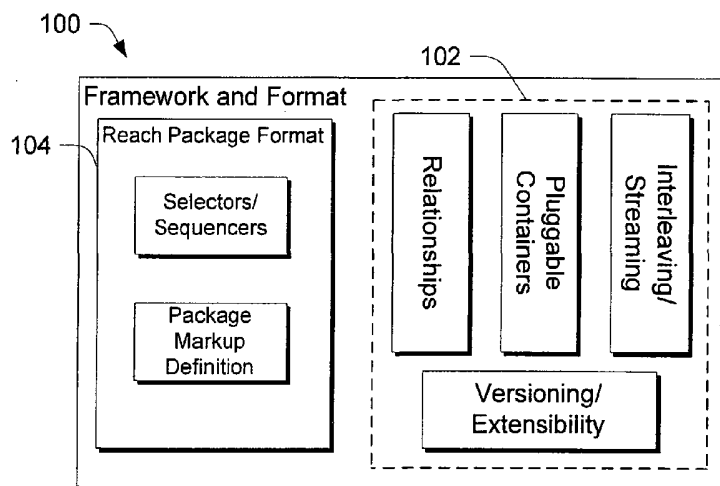 100
102
Framework and Format
104
Reach Package Format
Selectors/
Sequencers
Package
Markup
Definition
Relationships
Pluggable
Containers
Interleaving/
Streaming
Versioning/
Extensibility